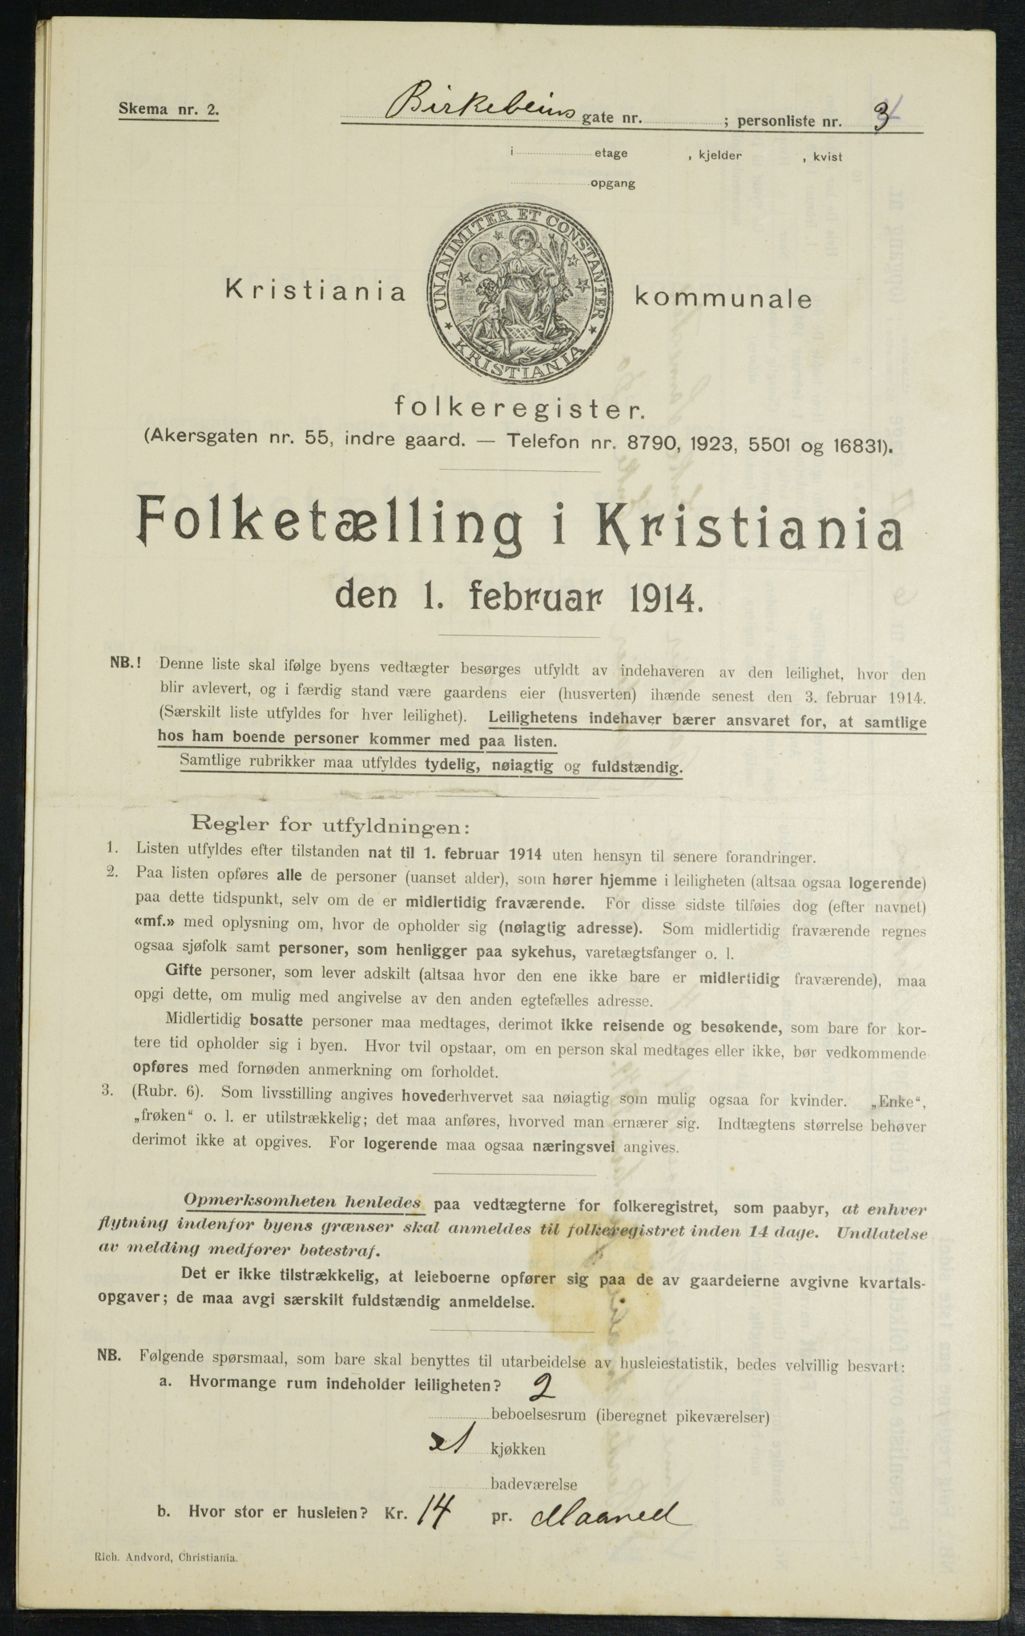 Skema nr. 2.
Birkebeins gate nr. ; personliste nr. 3
i etage , kjelder , kvist
opgang
UNANIMITER ET CONSTANTER
KRISTIANIA
Kristiania kommunale
folkeregister.
(Akersgaten nr. 55, indre gaard. — Telefon nr. 8790, 1923, 5501 og 16831).
Folketælling i Kristiania
den 1. februar 1914.
NB.! Denne liste skal ifølge byens vedtægter besørges utfyldt av indehaveren av den leilighet, hvor den
blir avlevert, og i færdig stand være gaardens eier (husverten) ihænde senest den 3. februar 1914.
(Særskilt liste utfyldes for hver leilighet). Leilighetens indehaver bærer ansvaret for, at samtlige
hos ham boende personer kommer med paa listen.
Samtlige rubrikker maa utfyldes tydelig, nøiagtig og fuldstændig.
Regler for utfyldningen:
1. Listen utfyldes efter tilstanden nat til 1. februar 1914 uten hensyn til senere forandringer.
2. Paa listen opføres alle de personer (uanset alder), som hører hjemme i leiligheten (altsaa ogsaa logerende)
paa dette tidspunkt, selv om de er midlertidig fraværende. For disse sidste tilføies dog (efter navnet)
«mf.» med oplysning om, hvor de opholder sig (nøiagtig adresse). Som midlertidig fraværende regnes
ogsaa sjøfolk samt personer, som henligger paa sykehus, varetægtsfanger o. l.
Gifte personer, som lever adskilt (altsaa hvor den ene ikke bare er midlertidig fraværende), maa
opgi dette, om mulig med angivelse av den anden egtefælles adresse.
Midlertidig bosatte personer maa medtages, derimot ikke reisende og besøkende, som bare for kor-
tere tid opholder sig i byen. Hvor tvil opstaar, om en person skal medtages eller ikke, bør vedkommende
opføres med fornøden anmerkning om forholdet.
3. (Rubr. 6). Som livsstilling angives hovederhvervet saa nøiagtig som mulig ogsaa for kvinder. „Enke“,
„frøken“ o. l. er utilstrækkelig; det maa anføres, hvorved man ernærer sig. Indtægtens størrelse behøver
derimot ikke at opgives. For logerende maa ogsaa næringsvei angives.
Opmerksomheten henledes paa vedtægterne for folkeregistret, som paabyr, at enhver
flytning indenfor byens grænser skal anmeldes til folkeregistret inden 14 dage. Undlatelse
av melding medfører bøtestraf.
Det er ikke tilstrækkelig, at leieboerne opfører sig paa de av gaardeierne avgivne kvartals-
opgaver; de maa avgi særskilt fuldstændig anmeldelse.
NB. Følgende spørsmaal, som bare skal benyttes til utarbeidelse av husleiestatistik, bedes velvillig besvart:
a. Hvormange rum indeholder leiligheten? 2
beboelsesrum (iberegnet pikeværelser)
1 kjøkken
badeværelse
b. Hvor stor er husleien? Kr. 14 pr. Maaned
Rich. Andvord, Christiania.